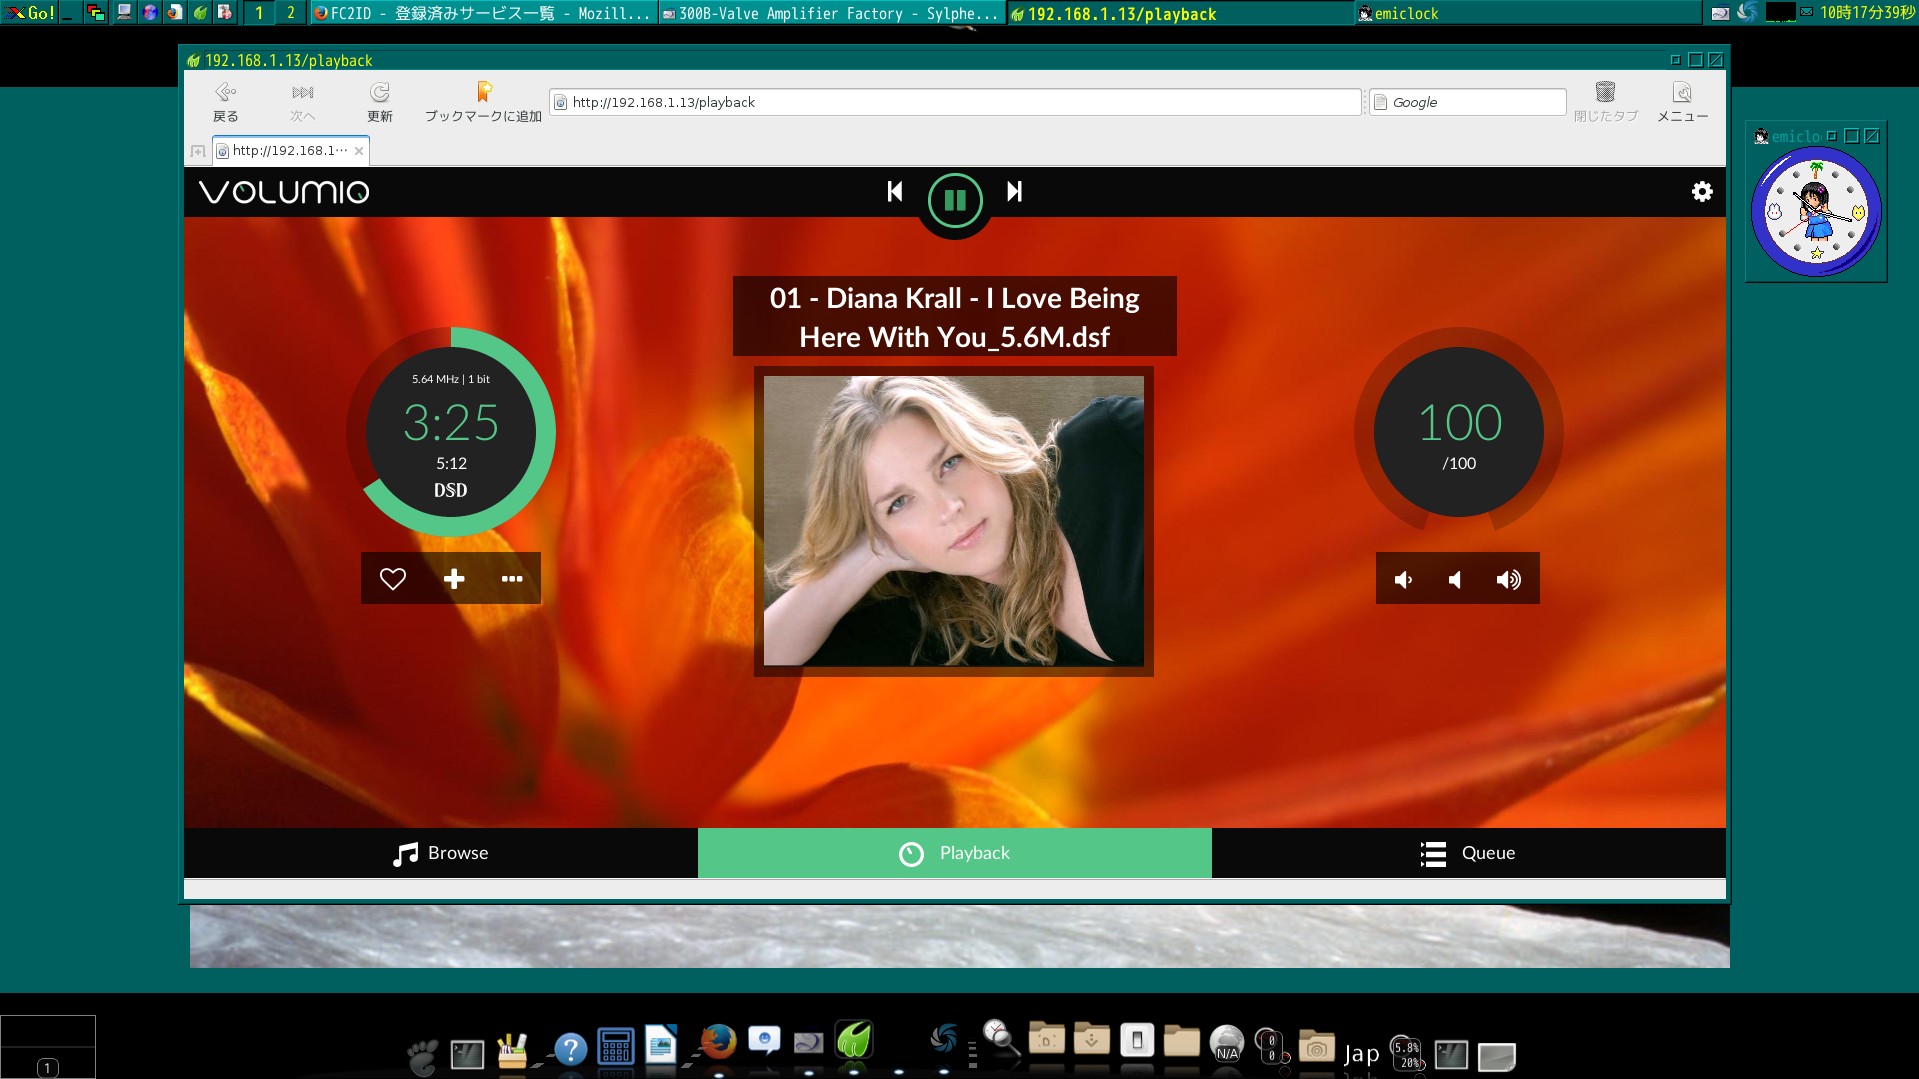 Go!
1
2
FC2ID - 登録済みサービス一覧 - Mozill...
300B-Valve Amplifier Factory - Sylphe...
192.168.1.13/playback
emiclock
10時17分39秒
192.168.1.13/playback
戻る
次へ
更新
ブックマークに追加
http://192.168.1.13/playback
Google
閉じたタブ
メニュー
http://192.168.1…
emiclo
VOLUMIO
01 - Diana Krall - I Love Being
Here With You_5.6M.dsf
5.64 MHz | 1 bit
3:25
5:12
DSD
100
/100
Browse
Playback
Queue
1
N/A
0
0
Jap
5.8%
20%